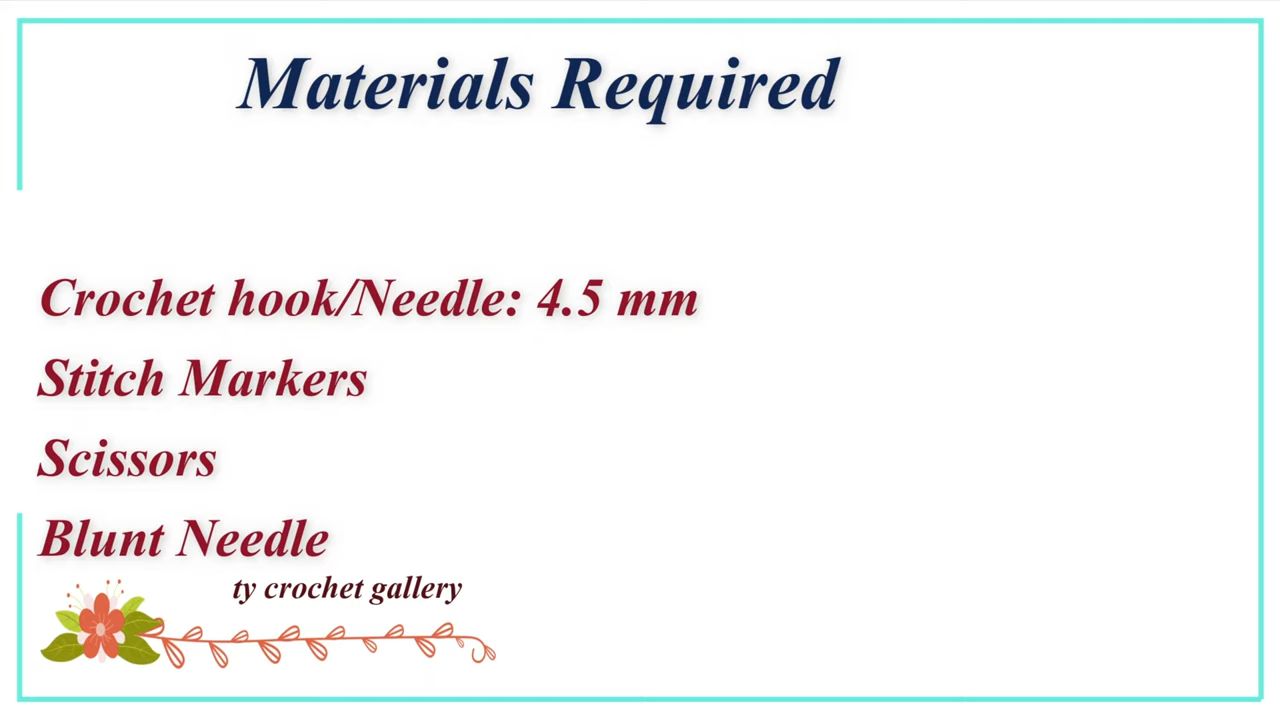 Materials Required
Crochet hook/Needle: 4.5 mm
Stitch Markers
Scissors
Blunt Needle
ty crochet gallery